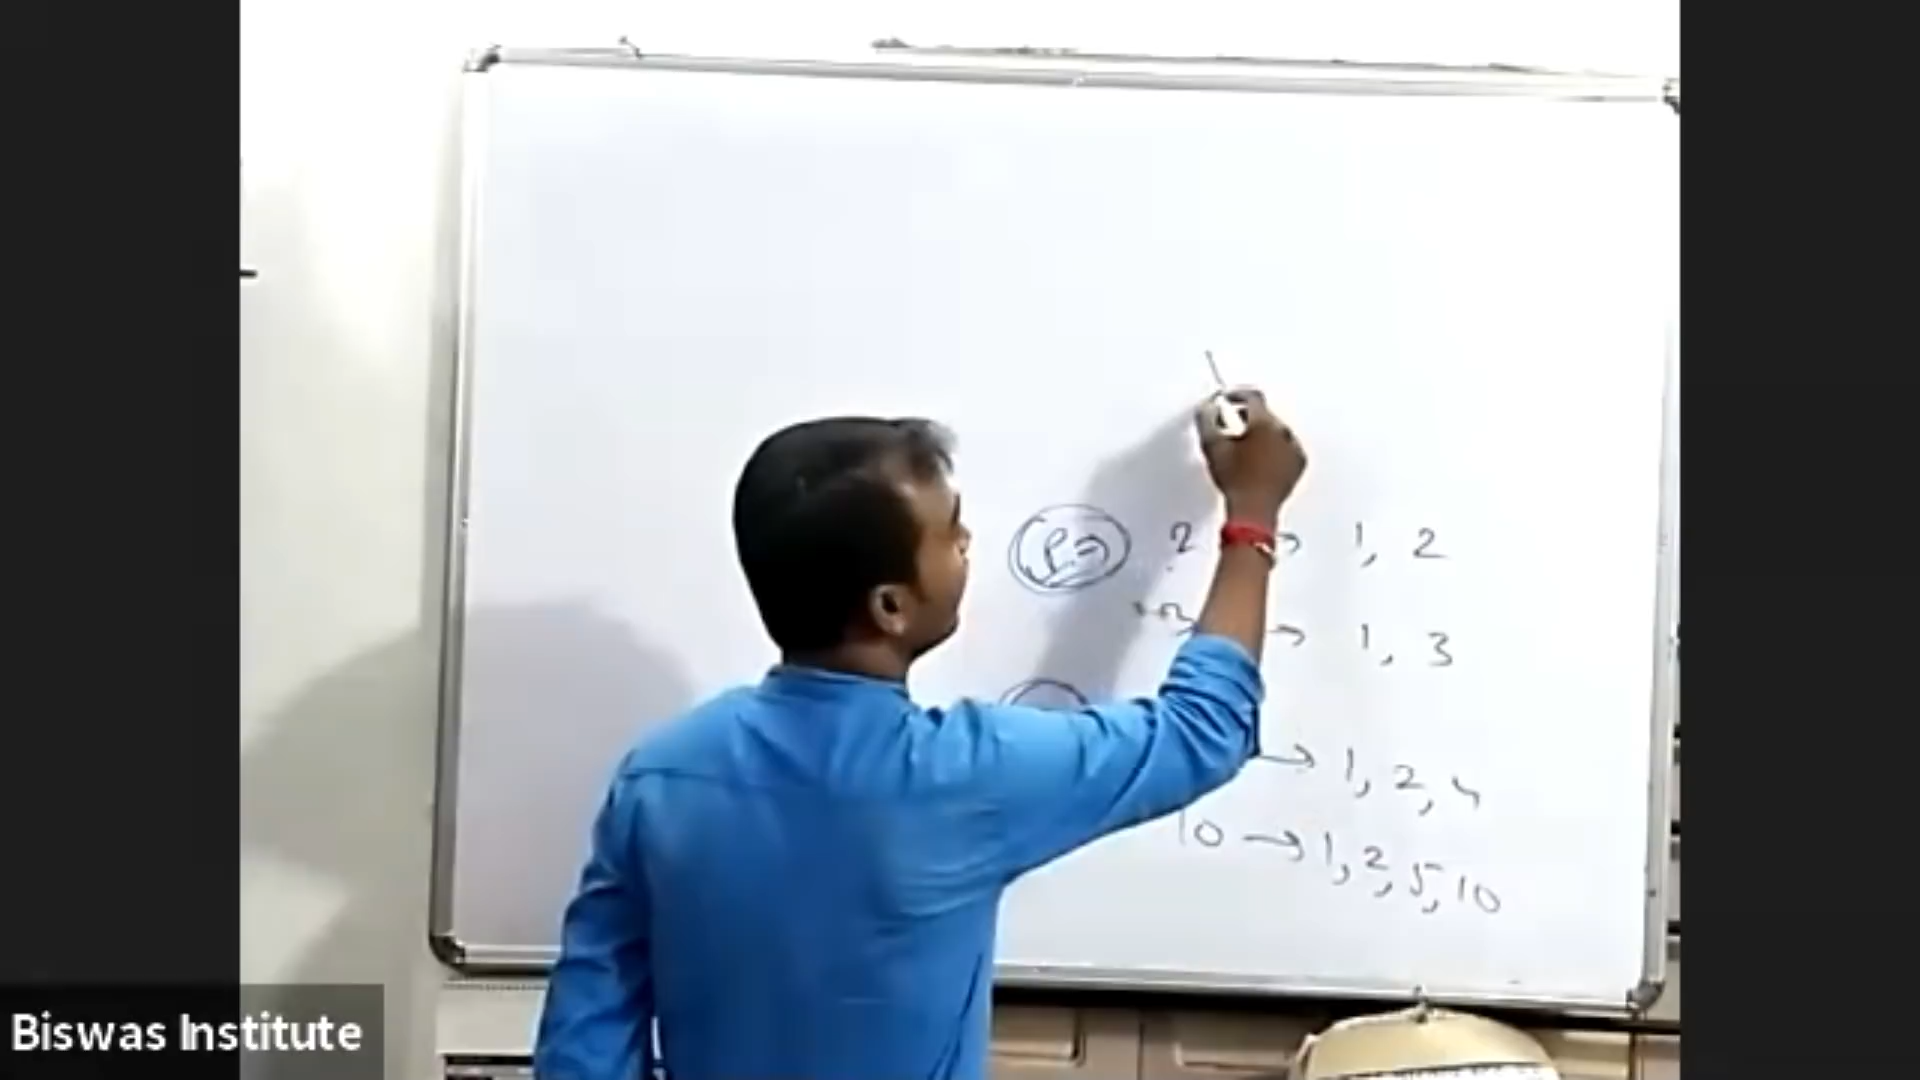 2 → 1, 2
3 → 1, 3
→ 1, 2, 4
10 → 1, 2, 5, 10
Biswas Institute